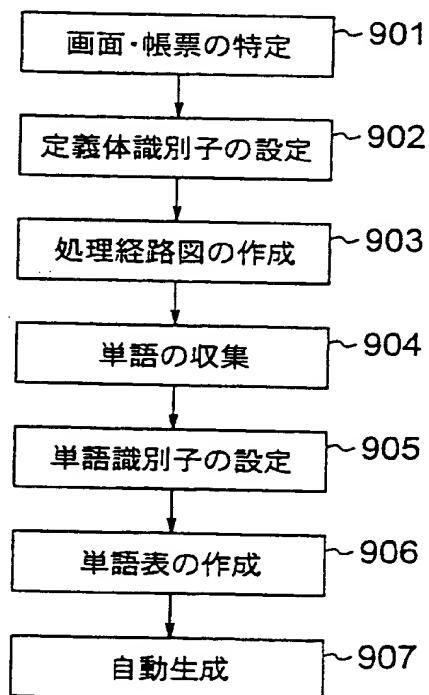 画面・帳票の特定 901
定義体識別子の設定 902
処理経路図の作成 903
単語の収集 904
単語識別子の設定 905
単語表の作成 906
自動生成 907